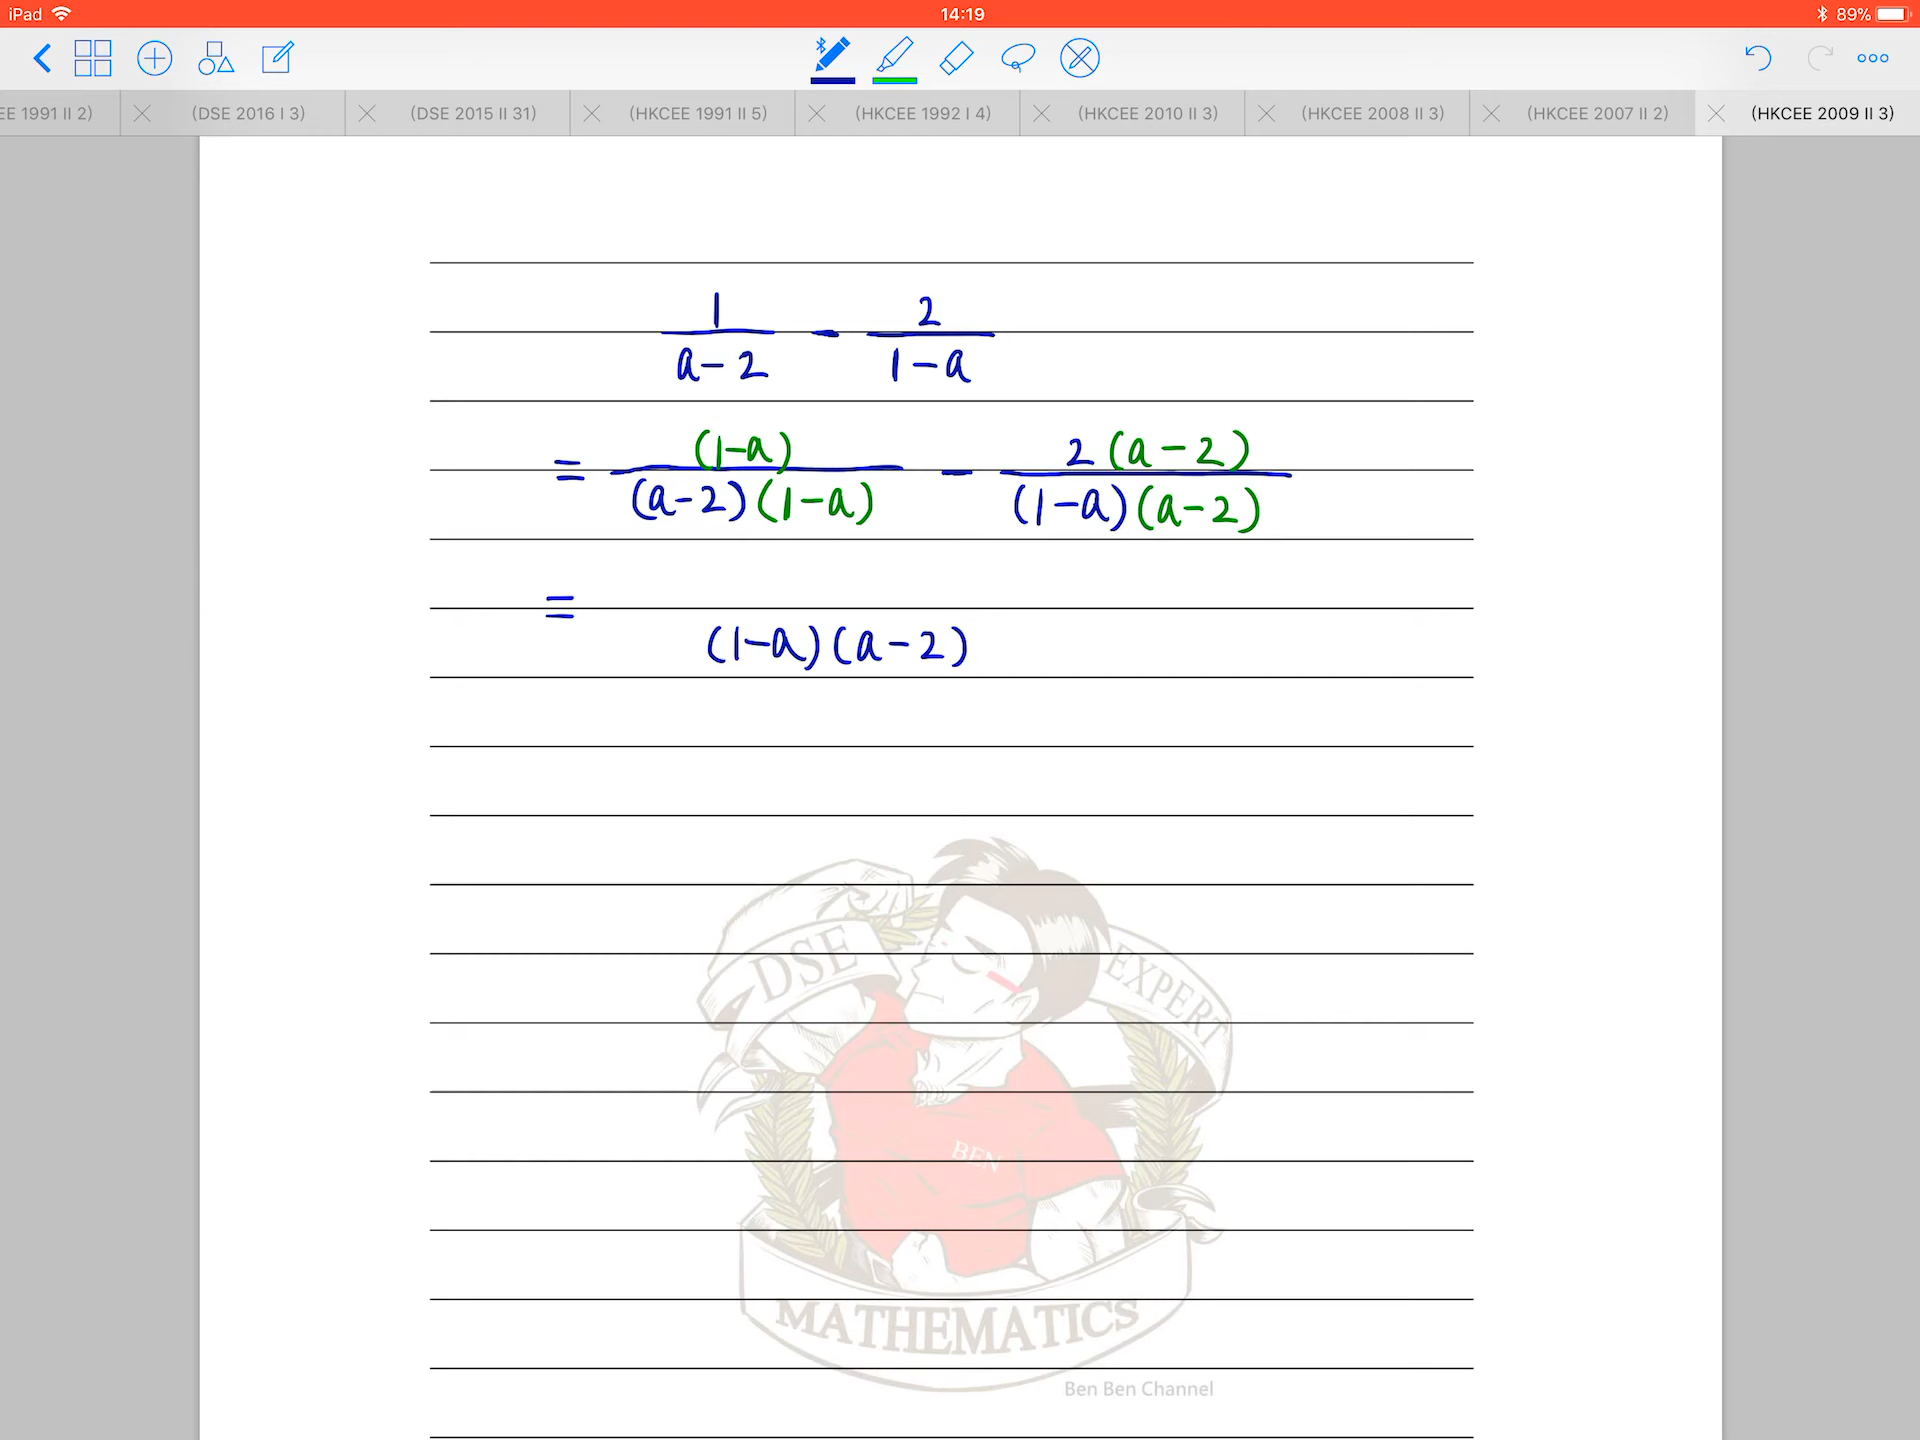 iPad 14:19 89%
EE 1991 II 2) (DSE 2016 I 3) (DSE 2015 II 31) (HKCEE 1991 II 5) (HKCEE 1992 I 4) (HKCEE 2010 II 3) (HKCEE 2008 II 3) (HKCEE 2007 II 2) (HKCEE 2009 II 3)
1 2
— - —
a-2 1-a
(1-a) 2(a-2)
= — - —
(a-2)(1-a) (1-a)(a-2)
=
(1-a)(a-2)
DSE EXPERT
BEN
MATHEMATICS
Ben Ben Channel